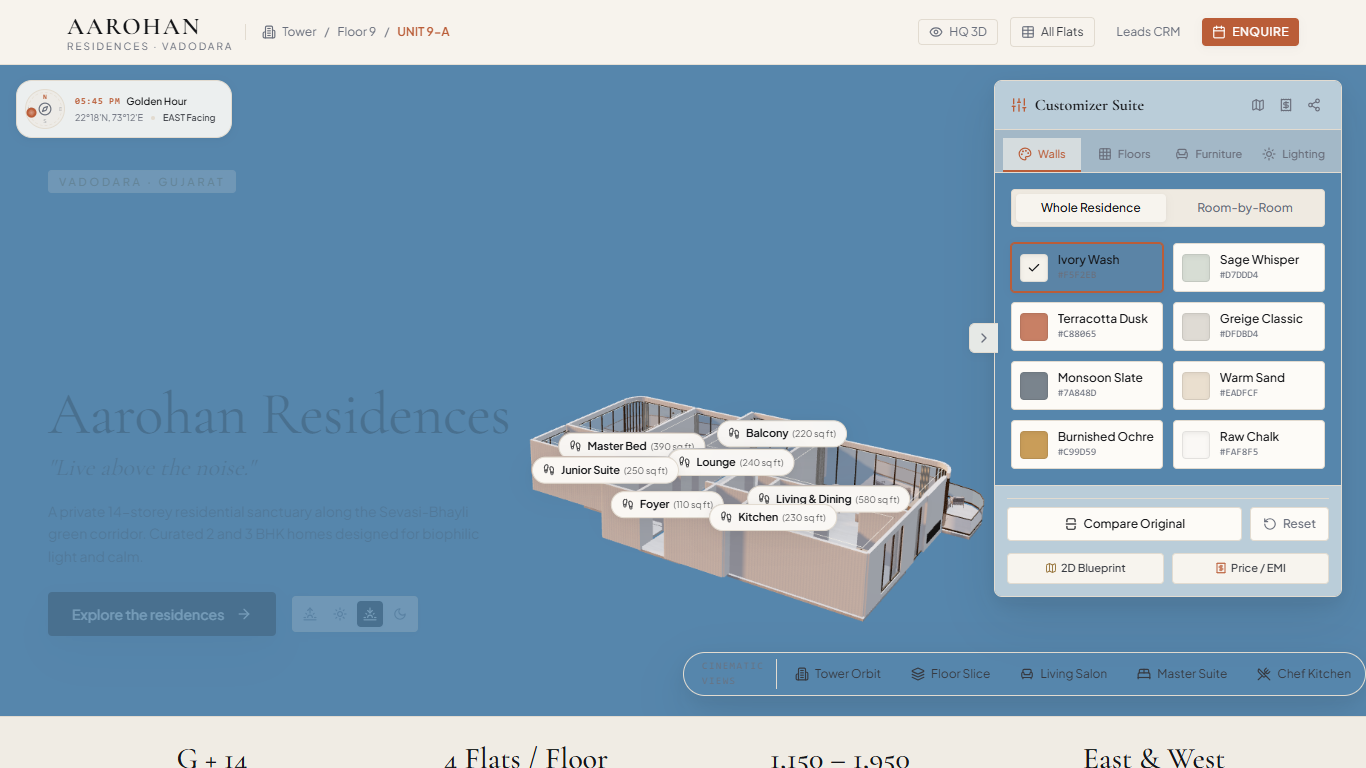 AAROHAN
RESIDENCES · VADODARA
Tower / Floor 9 / UNIT 9-A
HQ 3D
All Flats
Leads CRM
ENQUIRE
N
05:45 PM Golden Hour
22°18'N, 73°12'E EAST Facing
VADODARA · GUJARAT
Aarohan Residences
"Live above the noise."
A private 14-storey residential sanctuary along the Sevasi-Bhayli
green corridor. Curated 2 and 3 BHK homes designed for biophilic
light and calm.
Explore the residences
Balcony (220 sq ft)
Master Bed (390 sq ft)
Lounge (240 sq ft)
Junior Suite (250 sq ft)
Living & Dining (580 sq ft)
Foyer (110 sq ft)
Kitchen (230 sq ft)
Customizer Suite
Walls
Floors
Furniture
Lighting
Whole Residence
Room-by-Room
Ivory Wash
#F5F2EB
Sage Whisper
#D7DDD4
Terracotta Dusk
#C88065
Greige Classic
#DFDBD4
Monsoon Slate
#7A848D
Warm Sand
#EADFCF
Burnished Ochre
#C99D59
Raw Chalk
#FAF8F5
Compare Original
Reset
2D Blueprint
Price / EMI
CINEMATIC
VIEWS
Tower Orbit
Floor Slice
Living Salon
Master Suite
Chef Kitchen
G + 14
4 Flats / Floor
1,150 – 1,950
East & West